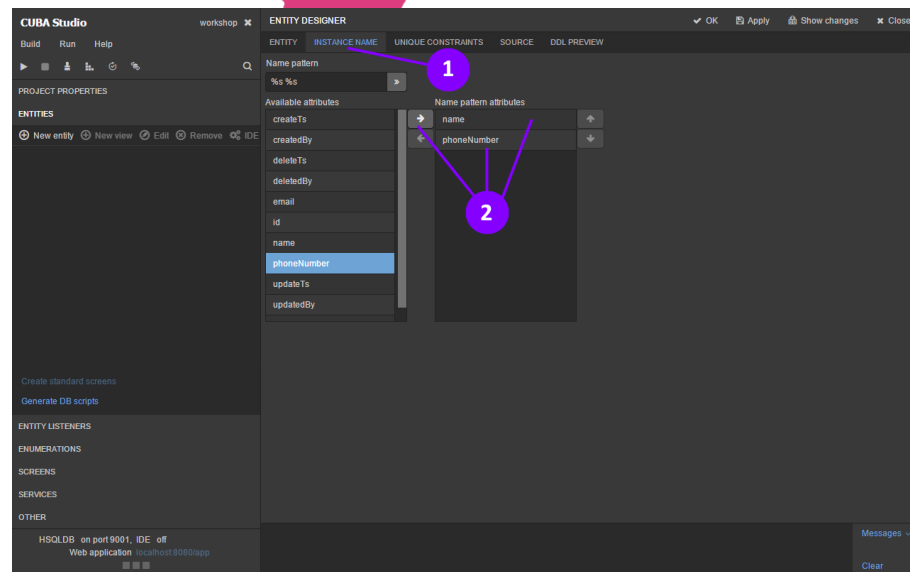 CUBA Studio workshop
Build Run Help
PROJECT PROPERTIES
ENTITIES
New entity New view Edit Remove IDE
Create standard screens
Generate DB scripts
ENTITY LISTENERS
ENUMERATIONS
SCREENS
SERVICES
OTHER
HSQLDB on port 9001, IDE off
Web application localhost:8080/app
ENTITY DESIGNER OK Apply Show changes Close
ENTITY INSTANCE NAME UNIQUE CONSTRAINTS SOURCE DDL PREVIEW
Name pattern
%s %s
1
Available attributes
createTs
createdBy
deleteTs
deletedBy
email
id
name
phoneNumber
updateTs
updatedBy
Name pattern attributes
name
phoneNumber
2
Messages
Clear